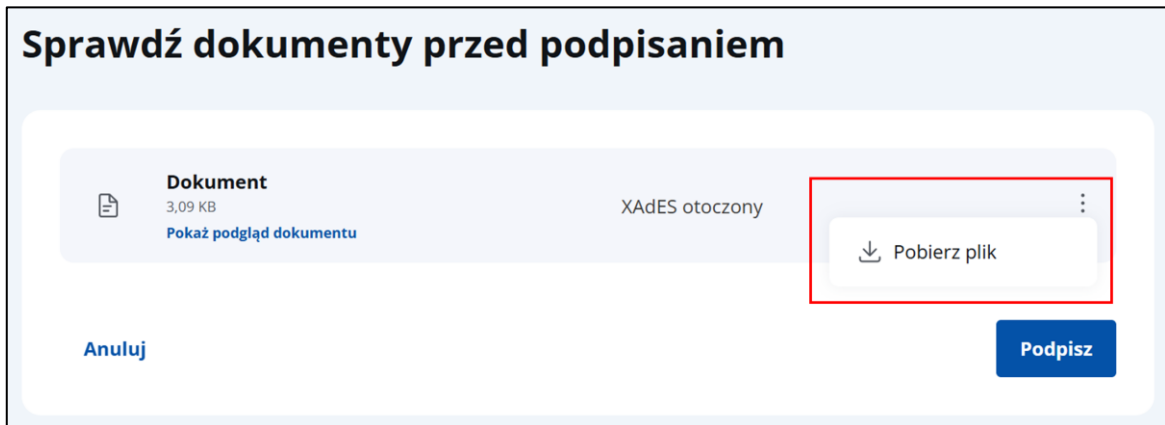 Sprawdź dokumenty przed podpisaniem
Dokument
3,09 KB
Pokaż podgląd dokumentu
XAdES otoczony
Pobierz plik
Anuluj
Podpisz